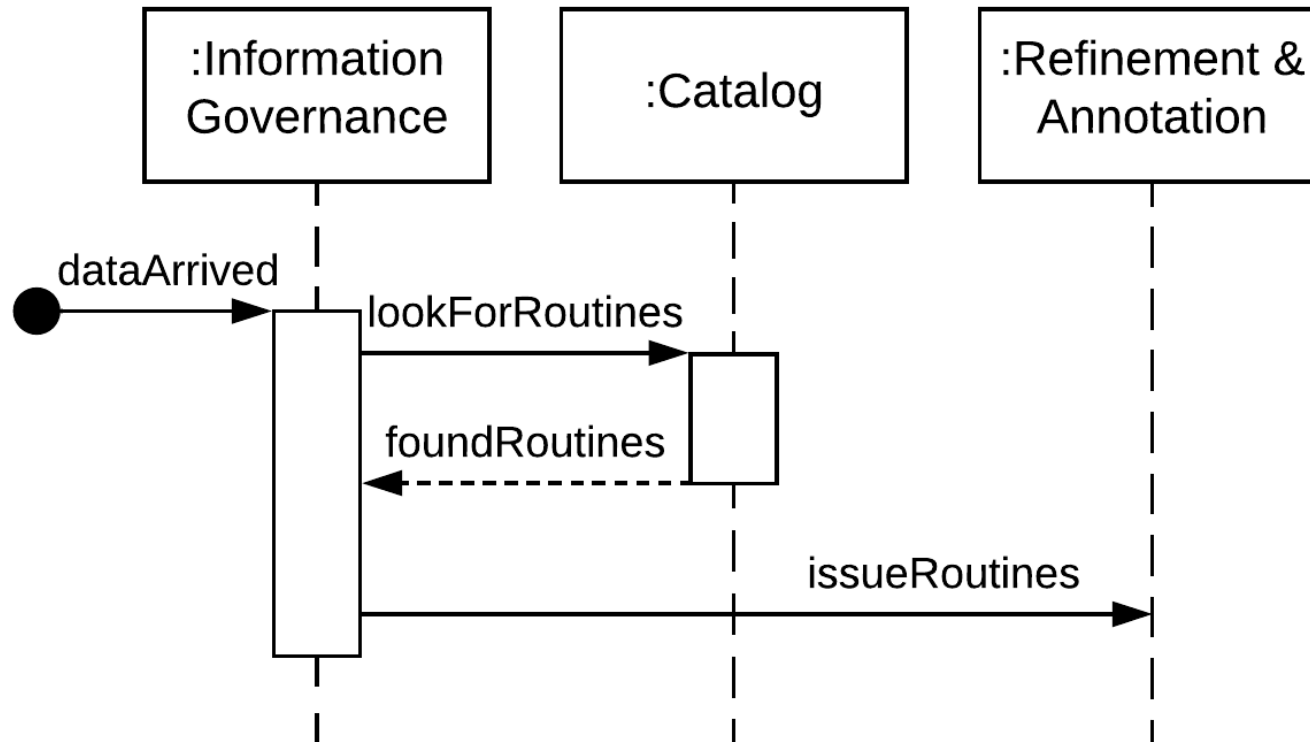 :Information
Governance
:Catalog
:Refinement &
Annotation
dataArrived
lookForRoutines
foundRoutines
issueRoutines